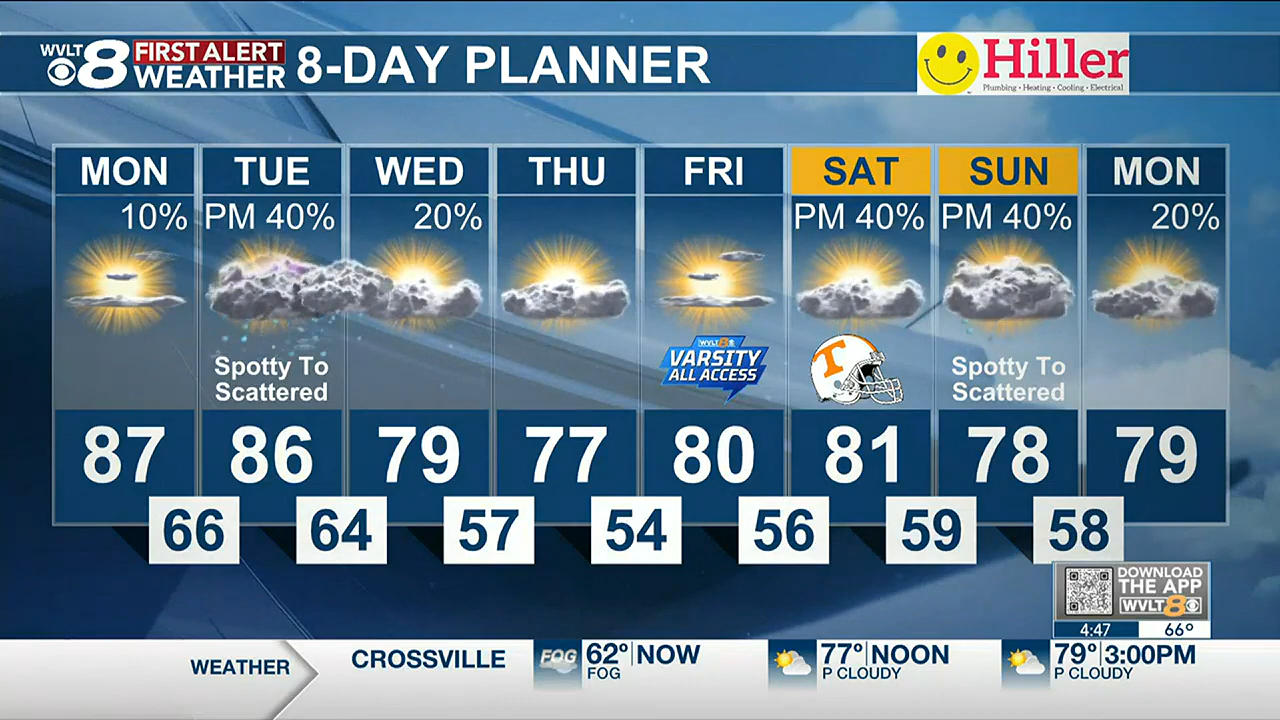 WVLT 8 FIRST ALERT WEATHER
8-DAY PLANNER
Hiller
Plumbing • Heating • Cooling • Electrical
MON TUE WED THU FRI SAT SUN MON
10% PM 40% 20% PM 40% PM 40% 20%
WVLT 8
VARSITY
ALL ACCESS
T
Spotty To
Scattered
Spotty To
Scattered
87 86 79 77 80 81 78 79
66 64 57 54 56 59 58
DOWNLOAD
THE APP
WVLT 8
4:47 66°
WEATHER
CROSSVILLE
FOG
62° NOW
FOG
77° NOON
P CLOUDY
79° 3:00PM
P CLOUDY